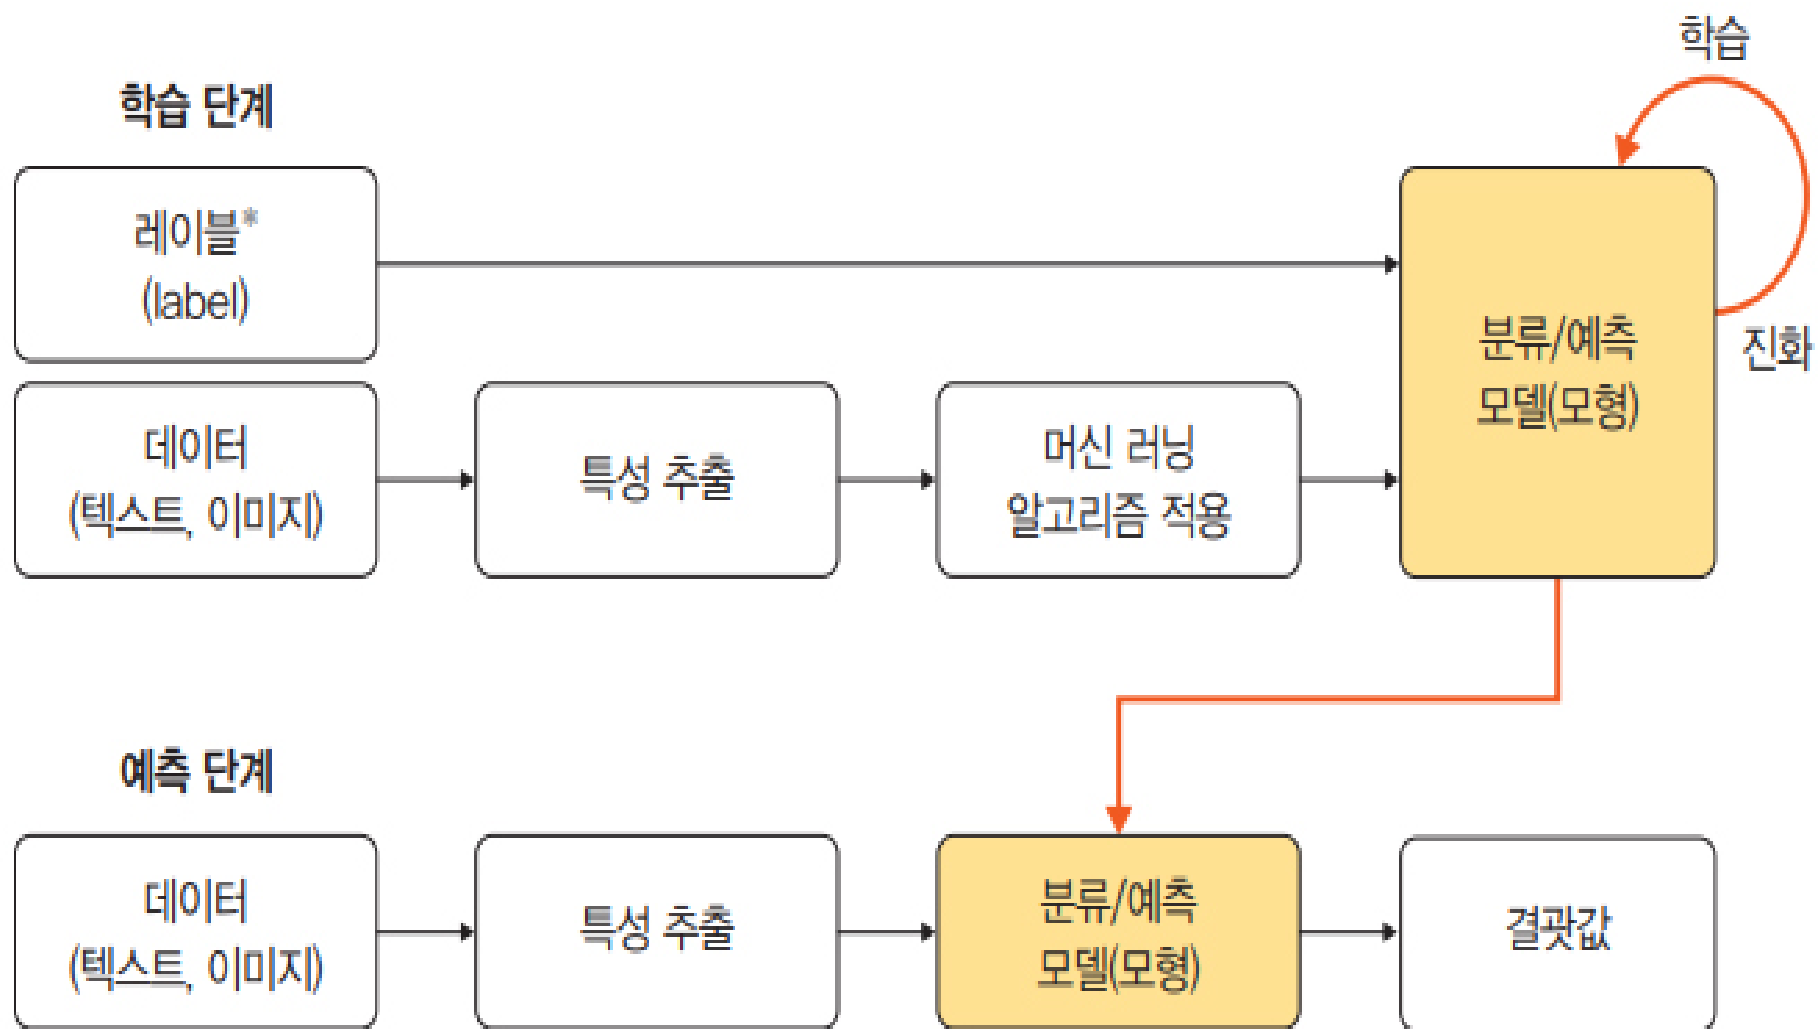 학습
학습 단계
레이블*
(label)
분류/예측
모델(모형)
진화
데이터
(텍스트, 이미지)
특성 추출
머신 러닝
알고리즘 적용
예측 단계
데이터
(텍스트, 이미지)
특성 추출
분류/예측
모델(모형)
결괏값